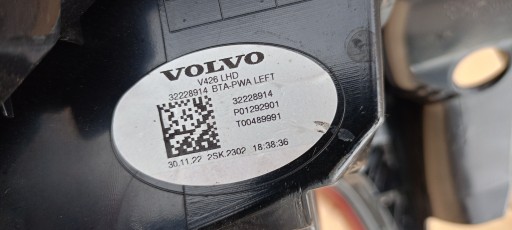 VOLVO
V426 LHD
32228914 BTA-PWA LEFT
32228914
P01292901
T00489991
30.11.22 2SK.2302 18:38:36